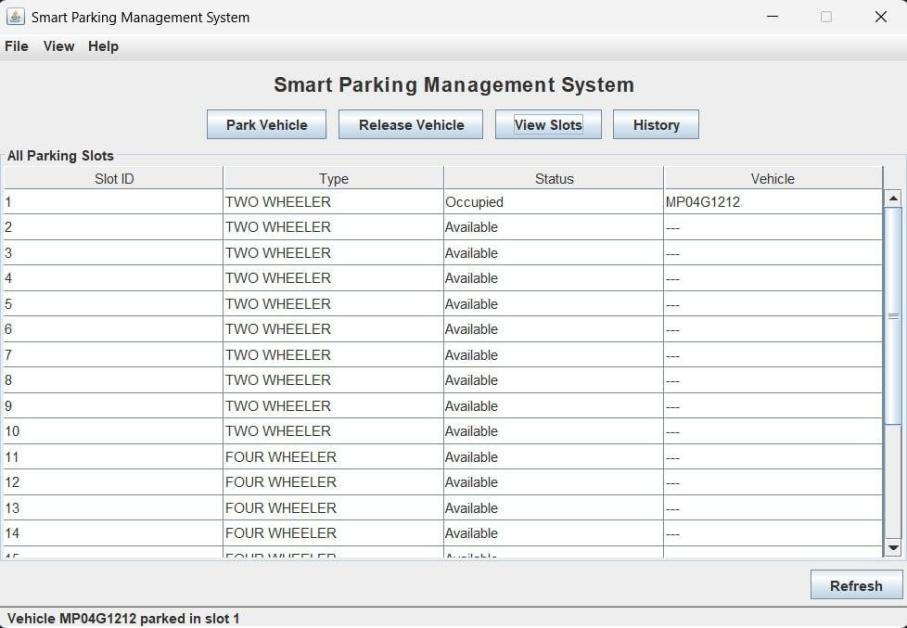 Smart Parking Management System
File View Help
Smart Parking Management System
Park Vehicle Release Vehicle View Slots History
All Parking Slots
Slot ID Type Status Vehicle
1 TWO WHEELER Occupied MP04G1212
2 TWO WHEELER Available ---
3 TWO WHEELER Available ---
4 TWO WHEELER Available ---
5 TWO WHEELER Available ---
6 TWO WHEELER Available ---
7 TWO WHEELER Available ---
8 TWO WHEELER Available ---
9 TWO WHEELER Available ---
10 TWO WHEELER Available ---
11 FOUR WHEELER Available ---
12 FOUR WHEELER Available ---
13 FOUR WHEELER Available ---
14 FOUR WHEELER Available ---
15 FOUR WHEELER Available
Refresh
Vehicle MP04G1212 parked in slot 1